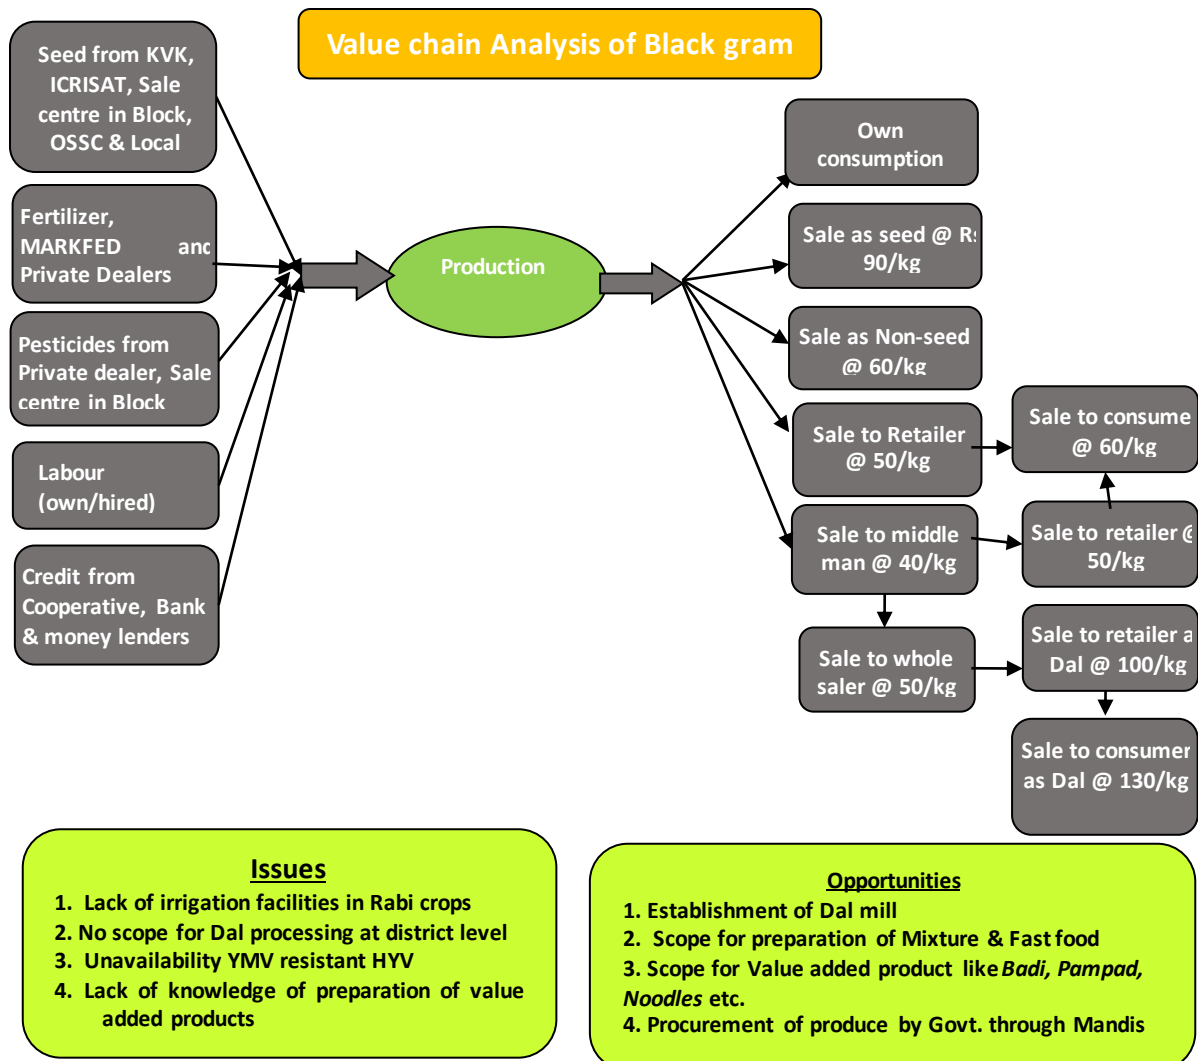 Value chain Analysis of Black gram
Seed from KVK,
ICRISAT, Sale
centre in Block,
OSSC & Local
Fertilizer,
MARKFED and
Private Dealers
Pesticides from
Private dealer, Sale
centre in Block
Labour
(own/hired)
Credit from
Cooperative, Bank
& money lenders
Production
Own
consumption
Sale as seed @ Rs
90/kg
Sale as Non-seed
@ 60/kg
Sale to Retailer
@ 50/kg
Sale to consume
@ 60/kg
Sale to middle
man @ 40/kg
Sale to retailer @
50/kg
Sale to whole
saler @ 50/kg
Sale to retailer a
Dal @ 100/kg
Sale to consumer
as Dal @ 130/kg
Issues
1. Lack of irrigation facilities in Rabi crops
2. No scope for Dal processing at district level
3. Unavailability YMV resistant HYV
4. Lack of knowledge of preparation of value
added products
Opportunities
1. Establishment of Dal mill
2. Scope for preparation of Mixture & Fast food
3. Scope for Value added product like Badi, Pampad,
Noodles etc.
4. Procurement of produce by Govt. through Mandis